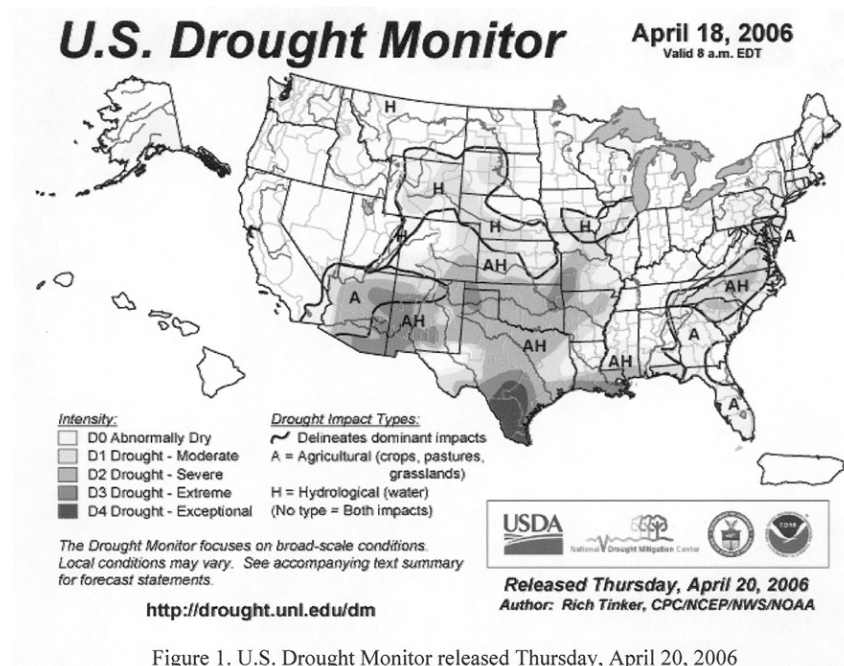 U.S. Drought Monitor
April 18, 2006
Valid 8 a.m. EDT
H
H
H
H
H
AH
A
AH
AH
AH
AH
A
A
A
Intensity:
D0 Abnormally Dry
D1 Drought - Moderate
D2 Drought - Severe
D3 Drought - Extreme
D4 Drought - Exceptional
Drought Impact Types:
Delineates dominant impacts
A = Agricultural (crops, pastures,
grasslands)
H = Hydrological (water)
(No type = Both impacts)
USDA
National Drought Mitigation Center
The Drought Monitor focuses on broad-scale conditions.
Local conditions may vary. See accompanying text summary
for forecast statements.
http://drought.unl.edu/dm
Released Thursday, April 20, 2006
Author: Rich Tinker, CPC/NCEP/NWS/NOAA
Figure 1. U.S. Drought Monitor released Thursday, April 20, 2006